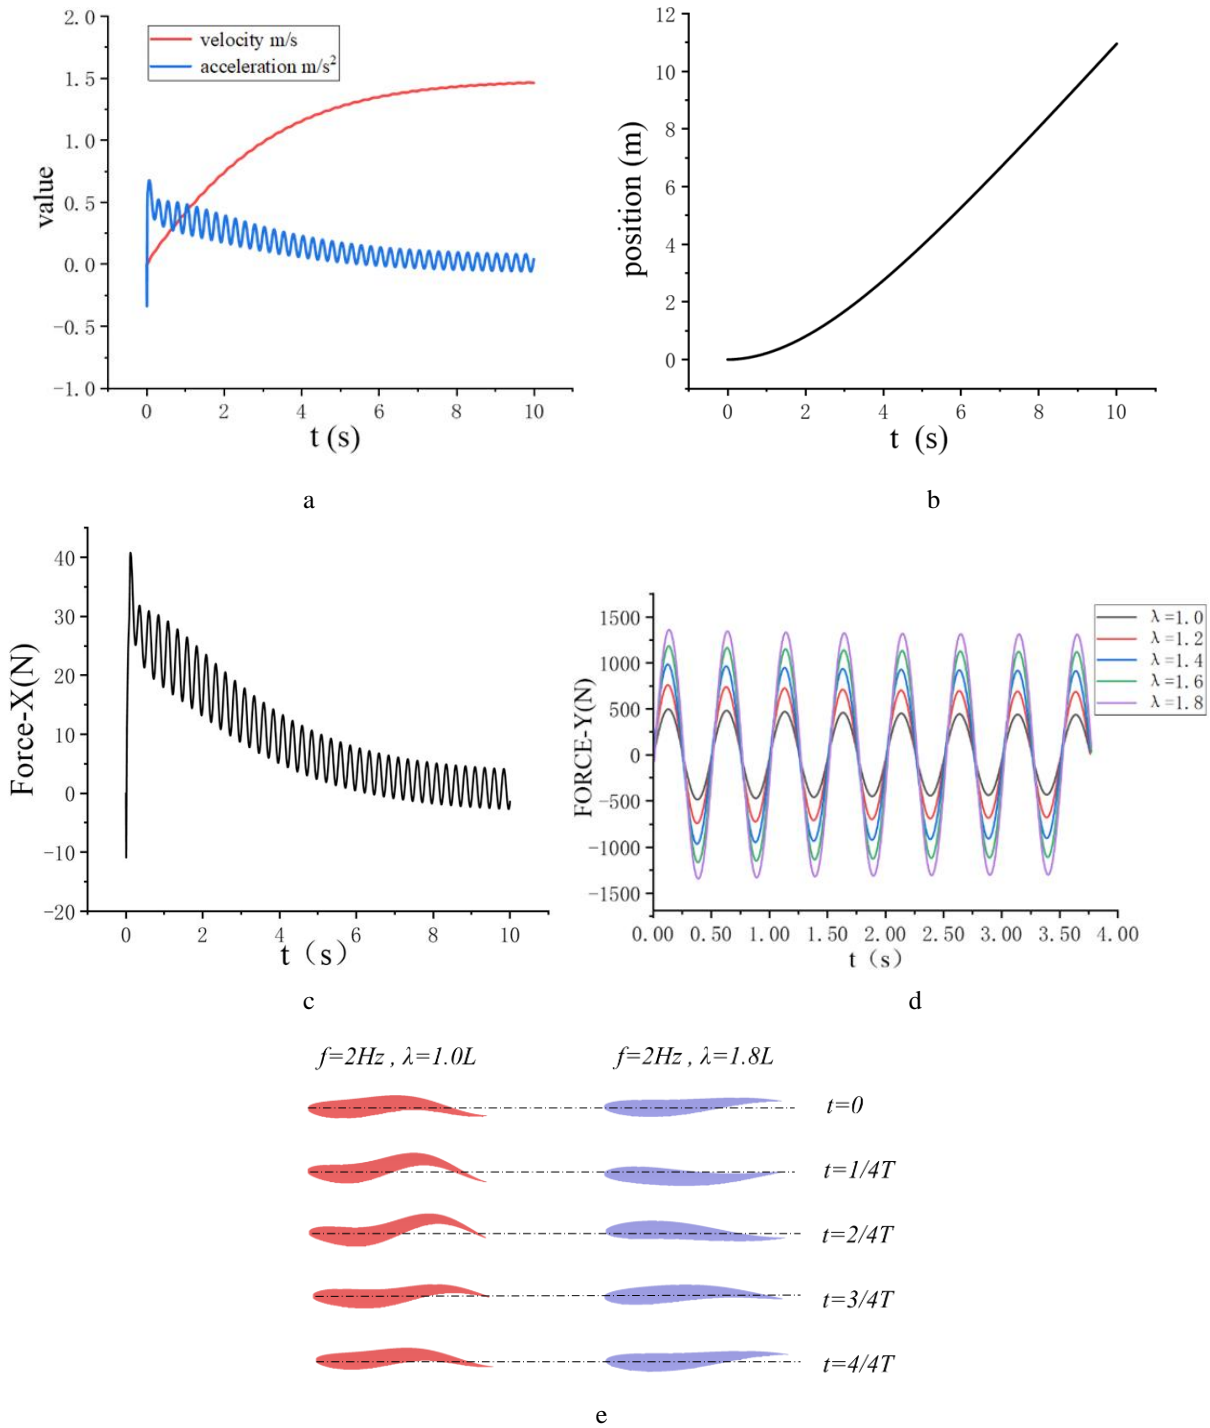 2.0
1.5
1.0
0.5
0.0
−0.5
−1.0
value
velocity m/s
acceleration m/s²
0 2 4 6 8 10
t (s)
a
12
10
8
6
4
2
0
position (m)
0 2 4 6 8 10
t (s)
b
40
30
20
10
0
−10
−20
Force-X(N)
0 2 4 6 8 10
t (s)
c
1500
1000
500
0
−500
−1000
−1500
FORCE-Y(N)
λ=1.0
λ=1.2
λ=1.4
λ=1.6
λ=1.8
0.00 0.50 1.00 1.50 2.00 2.50 3.00 3.50 4.00
t (s)
d
f=2Hz , λ=1.0L f=2Hz , λ=1.8L
t=0
t=1/4T
t=2/4T
t=3/4T
t=4/4T
e